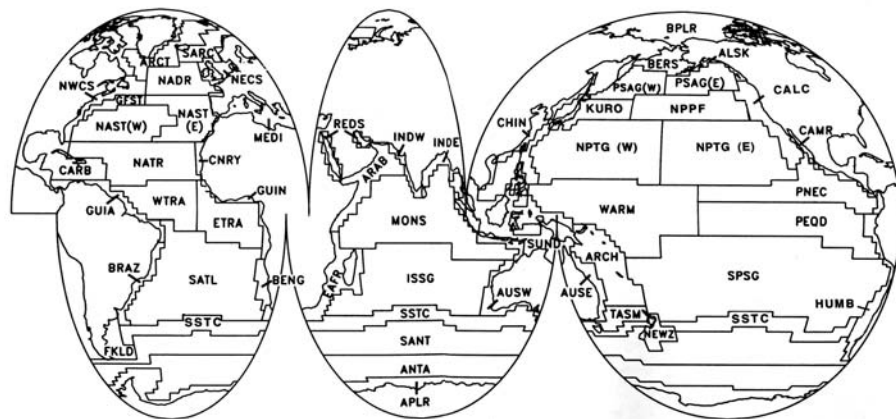 BPLR
ARCT
SARC
NADR
NWCS
NECS
GFST
NAST(W)
NAST
(E)
MEDI
NATR
CNRY
CARB
GUIN
GUIA
WTRA
ETRA
BRAZ
SATL
BENG
SSTC
FKLD
REDS
INDW
INDE
ARAB
MONS
EAFR
ISSG
SUND
AUSW
SSTC
SANT
ANTA
APLR
ALSK
BERS
PSAG(W)
PSAG(E)
CALC
KURO
NPPF
CHIN
CAMR
NPTG (W)
NPTG (E)
PNEC
WARM
PEQD
ARCH
SPSG
AUSE
HUMB
TASM
SSTC
NEWZ